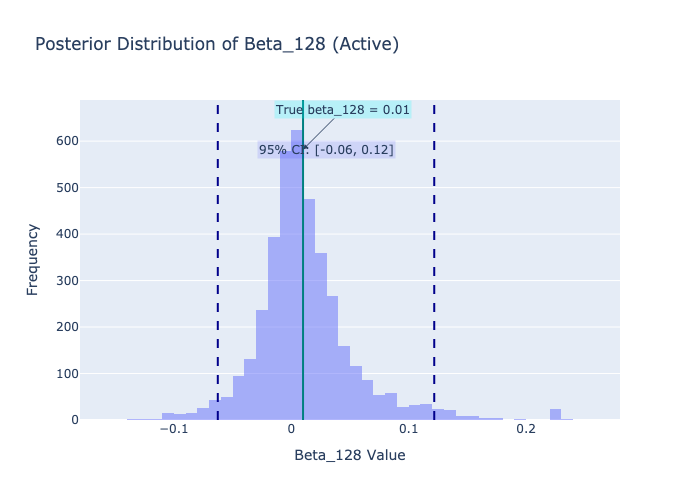 Posterior Distribution of Beta_128 (Active)
True beta_128 = 0.01
95% CI: [-0.06, 0.12]
600
500
400
300
200
100
0
Frequency
−0.1
0
0.1
0.2
Beta_128 Value